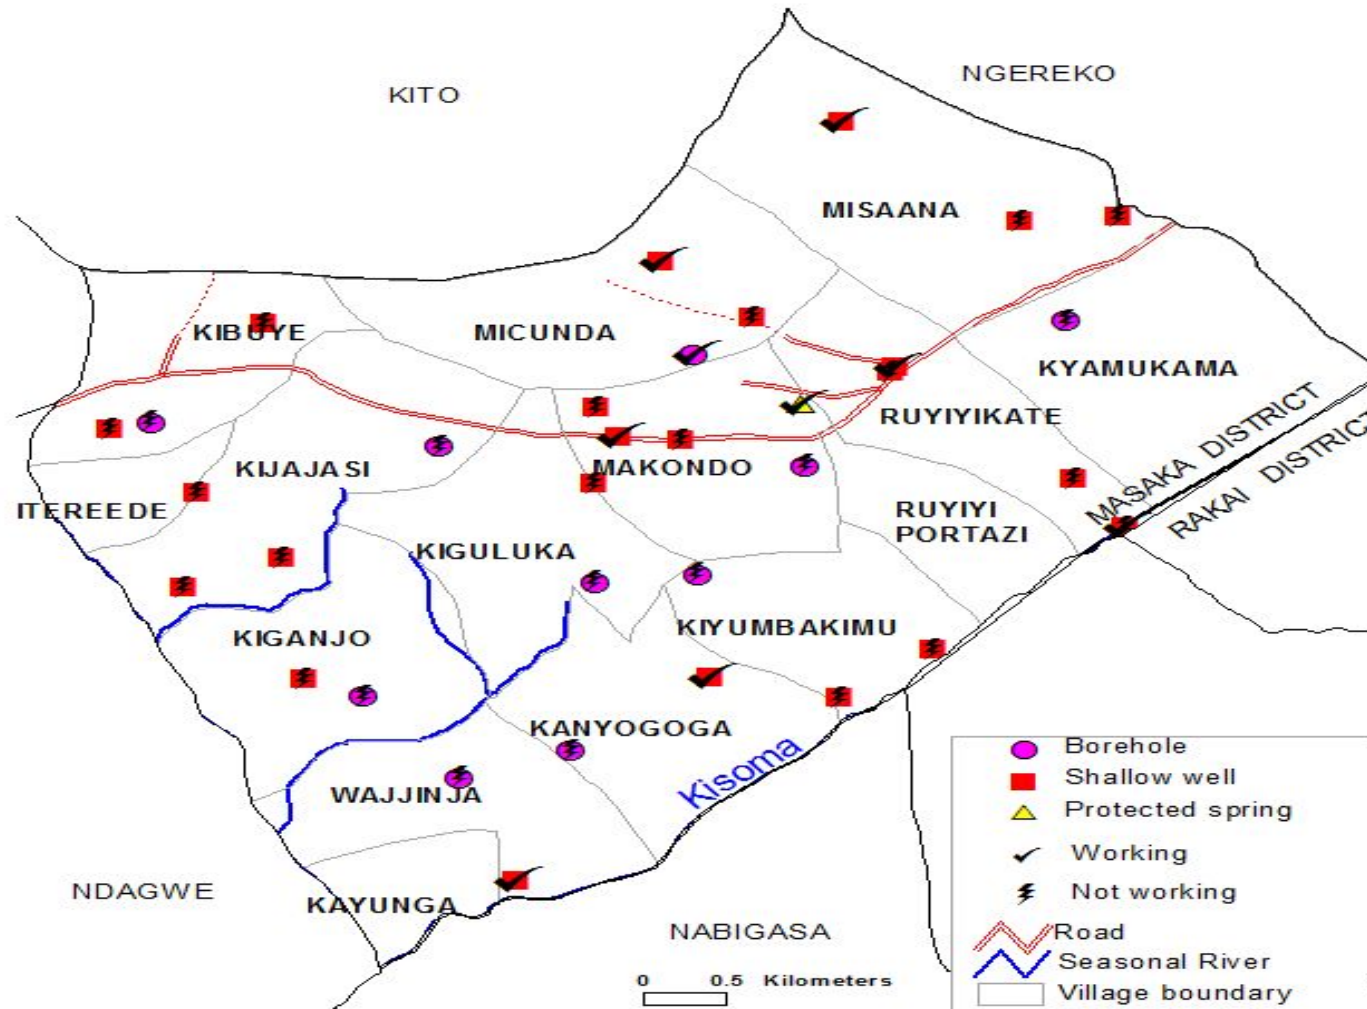 NGEREKO
KITO
MISAANA
KIBUYE
MICUNDA
KYAMUKAMA
RUYIYIKATE
MASAKA DISTRICT
RAKAI DISTRICT
KIJAJASI
MAKONDO
ITEREEDE
RUYIYI
PORTAZI
KIGULUKA
KIGANJO
KIYUMBAKIMU
KANYOGOGA
Kisoma
WAJJINJA
NDAGWE
KAYUNGA
NABIGASA
0 0.5 Kilometers
Borehole
Shallow well
Protected spring
Working
Not working
Road
Seasonal River
Village boundary